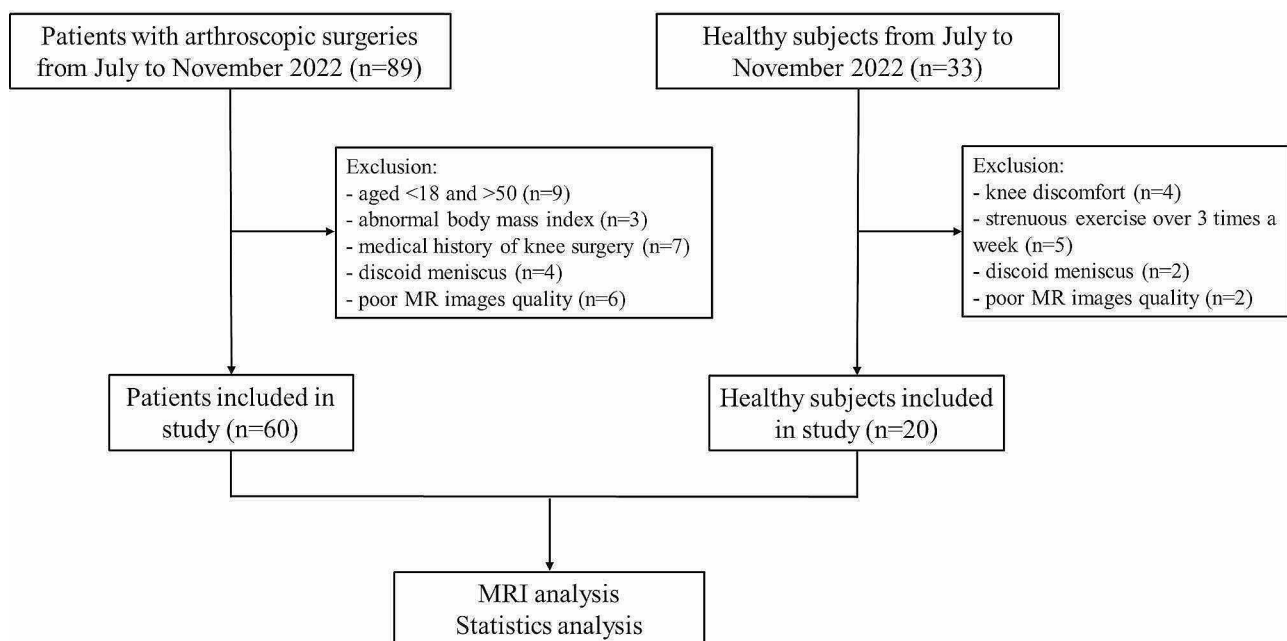 Patients with arthroscopic surgeries
from July to November 2022 (n=89)
Healthy subjects from July to
November 2022 (n=33)
Exclusion:
- aged <18 and >50 (n=9)
- abnormal body mass index (n=3)
- medical history of knee surgery (n=7)
- discoid meniscus (n=4)
- poor MR images quality (n=6)
Exclusion:
- knee discomfort (n=4)
- strenuous exercise over 3 times a
week (n=5)
- discoid meniscus (n=2)
- poor MR images quality (n=2)
Patients included in
study (n=60)
Healthy subjects included
in study (n=20)
MRI analysis
Statistics analysis